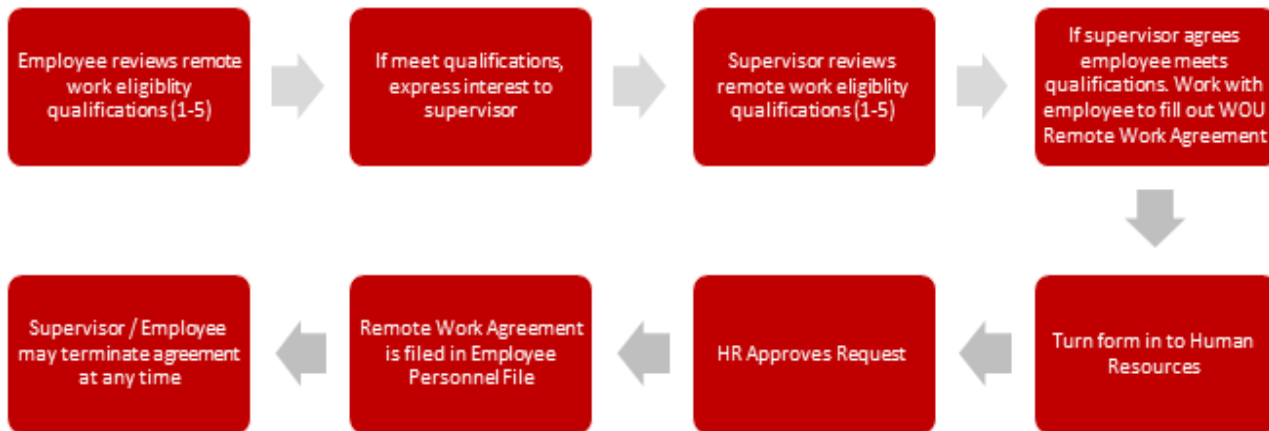 Employee reviews remote
work eligiblity
qualifications (1-5)
If meet qualifications,
express interest to
supervisor
Supervisor reviews
remote work eligiblity
qualifications (1-5)
If supervisor agrees
employee meets
qualifications. Work with
employee to fill out WOU
Remote Work Agreement
Turn form in to Human
Resources
HR Approves Request
Remote Work Agreement
is filed in Employee
Personnel File
Supervisor / Employee
may terminate agreement
at any time